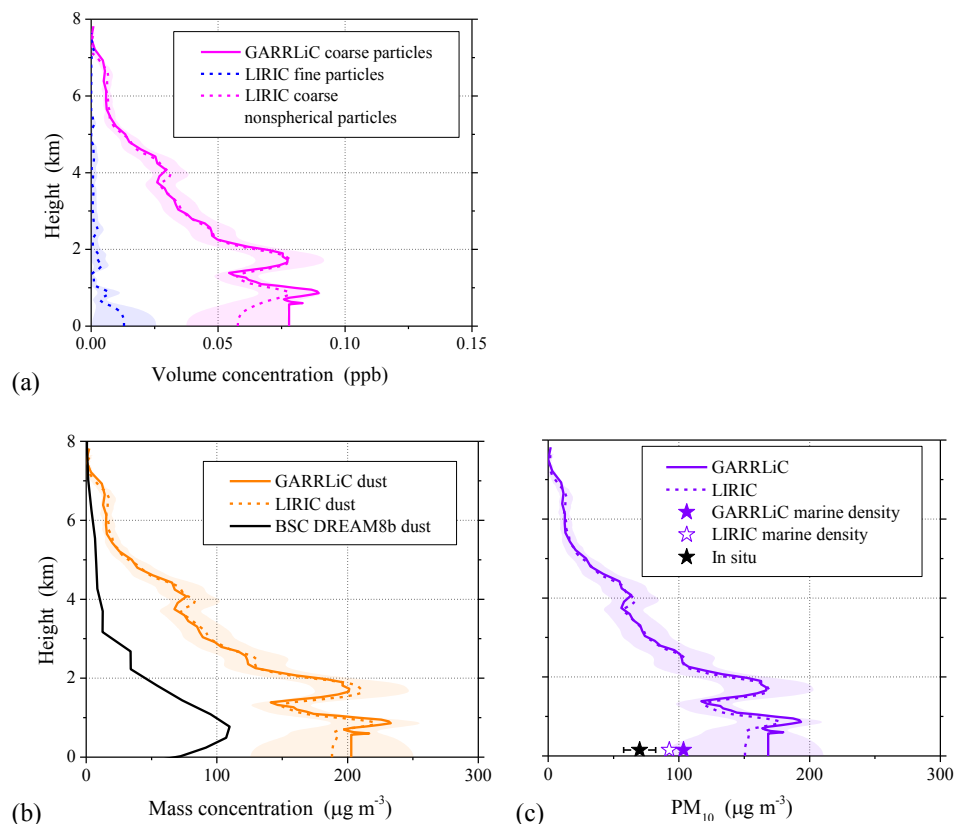 8
6
4
2
0
Height (km)
GARRLiC coarse particles
LIRIC fine particles
LIRIC coarse
nonspherical particles
0.00 0.05 0.10 0.15
Volume concentration (ppb)
(a)
8
6
4
2
0
Height (km)
GARRLiC dust
LIRIC dust
BSC DREAM8b dust
0 100 200 300
Mass concentration (μg m⁻³)
(b)
GARRLiC
LIRIC
GARRLiC marine density
LIRIC marine density
In situ
0 100 200 300
PM₁₀ (μg m⁻³)
(c)